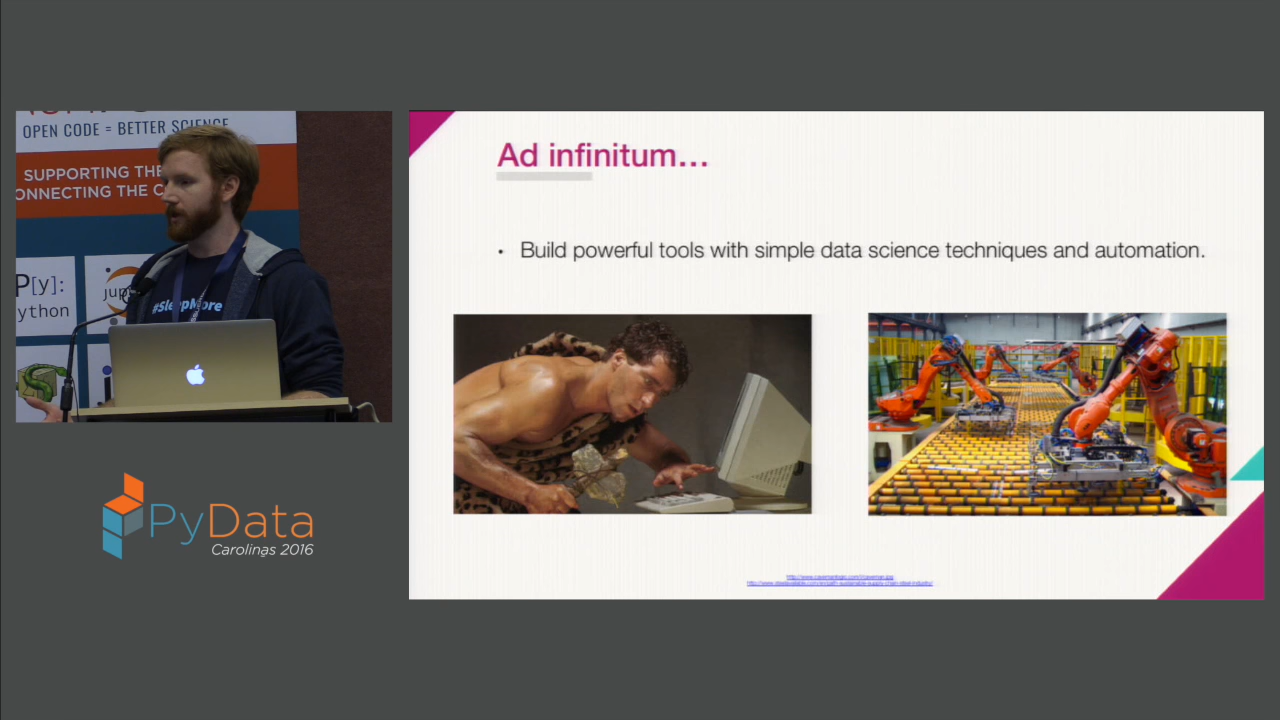 OPEN CODE = BETTER SCIENCE
SUPPORTING THE
ONNECTING THE C
P[y]:
ython
jupy
#SleepMore
PyData
Carolinas 2016
Ad infinitum...
• Build powerful tools with simple data science techniques and automation.